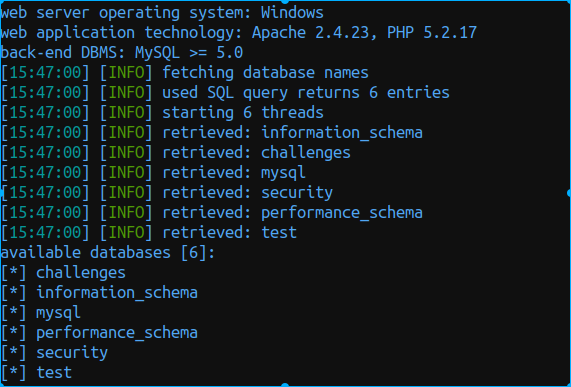 web server operating system: Windows
web application technology: Apache 2.4.23, PHP 5.2.17
back-end DBMS: MySQL >= 5.0
[15:47:00] [INFO] fetching database names
[15:47:00] [INFO] used SQL query returns 6 entries
[15:47:00] [INFO] starting 6 threads
[15:47:00] [INFO] retrieved: information_schema
[15:47:00] [INFO] retrieved: challenges
[15:47:00] [INFO] retrieved: mysql
[15:47:00] [INFO] retrieved: security
[15:47:00] [INFO] retrieved: performance_schema
[15:47:00] [INFO] retrieved: test
available databases [6]:
[*] challenges
[*] information_schema
[*] mysql
[*] performance_schema
[*] security
[*] test